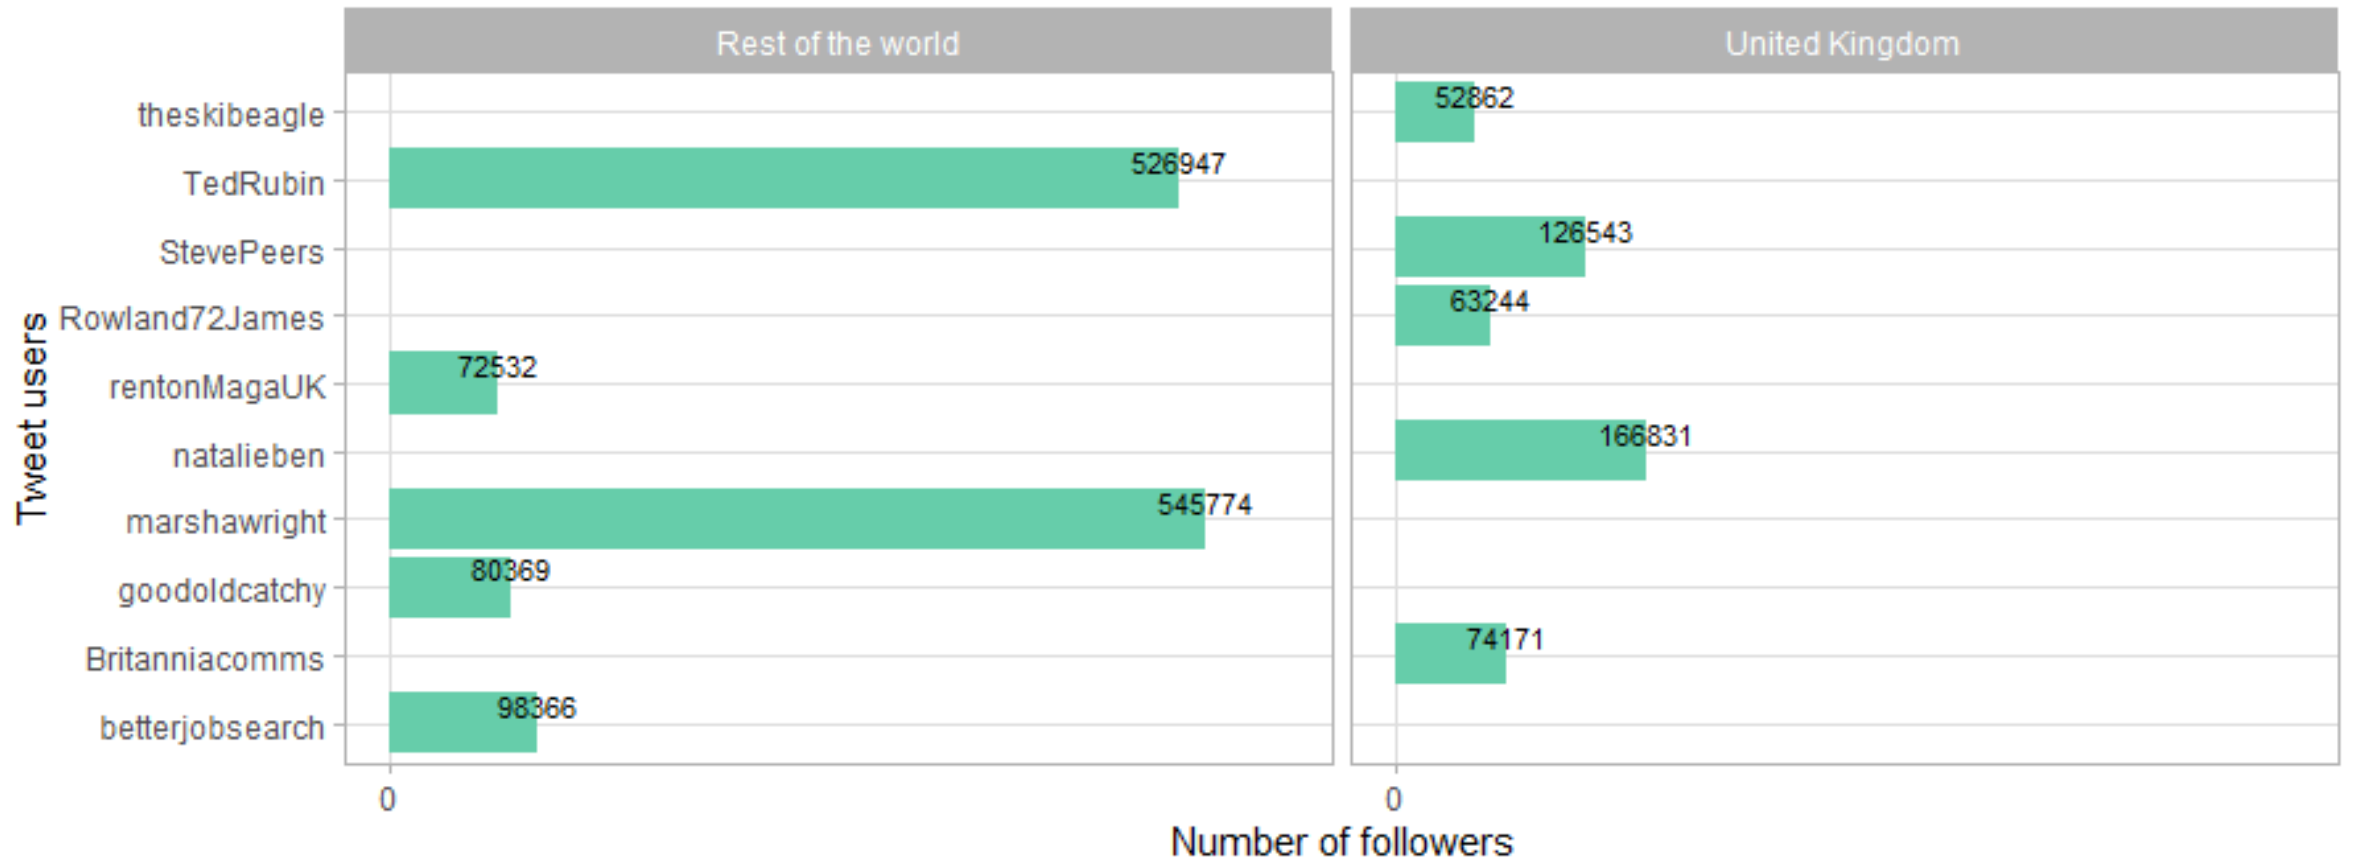 Rest of the world
United Kingdom
Tweet users
theskibeagle
52862
TedRubin
526947
StevePeers
126543
Rowland72James
63244
rentonMagaUK
72532
natalieben
166831
marshawright
545774
goodoldcatchy
80369
Britanniacomms
74171
betterjobsearch
98366
0
0
Number of followers